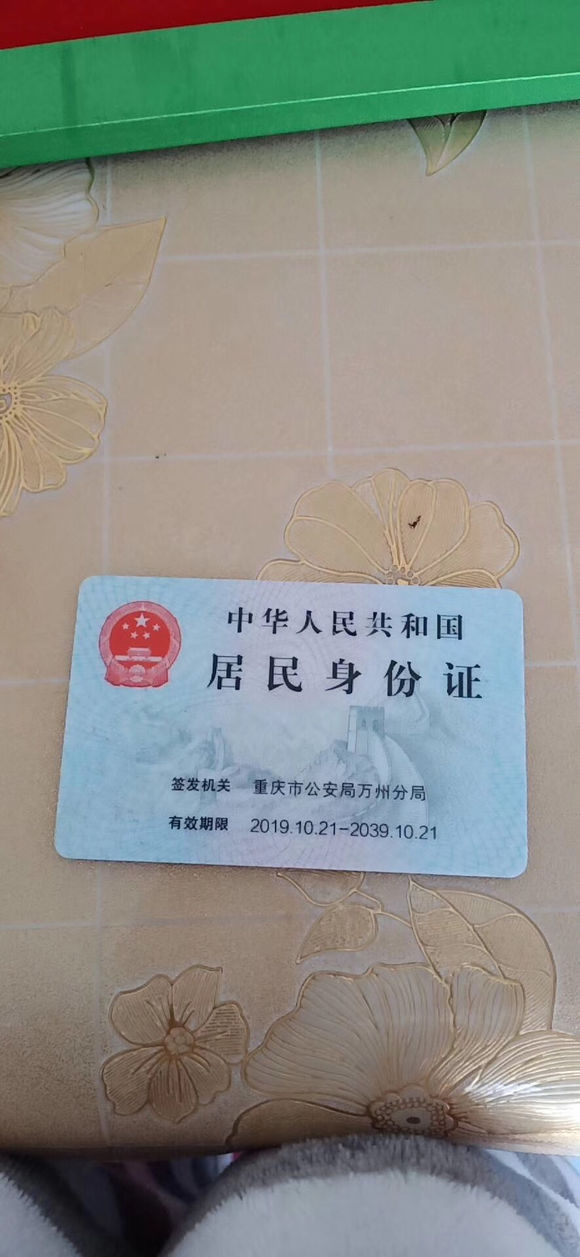 中华人民共和国
居民身份证
签发机关 重庆市公安局万州分局
有效期限 2019.10.21-2039.10.21